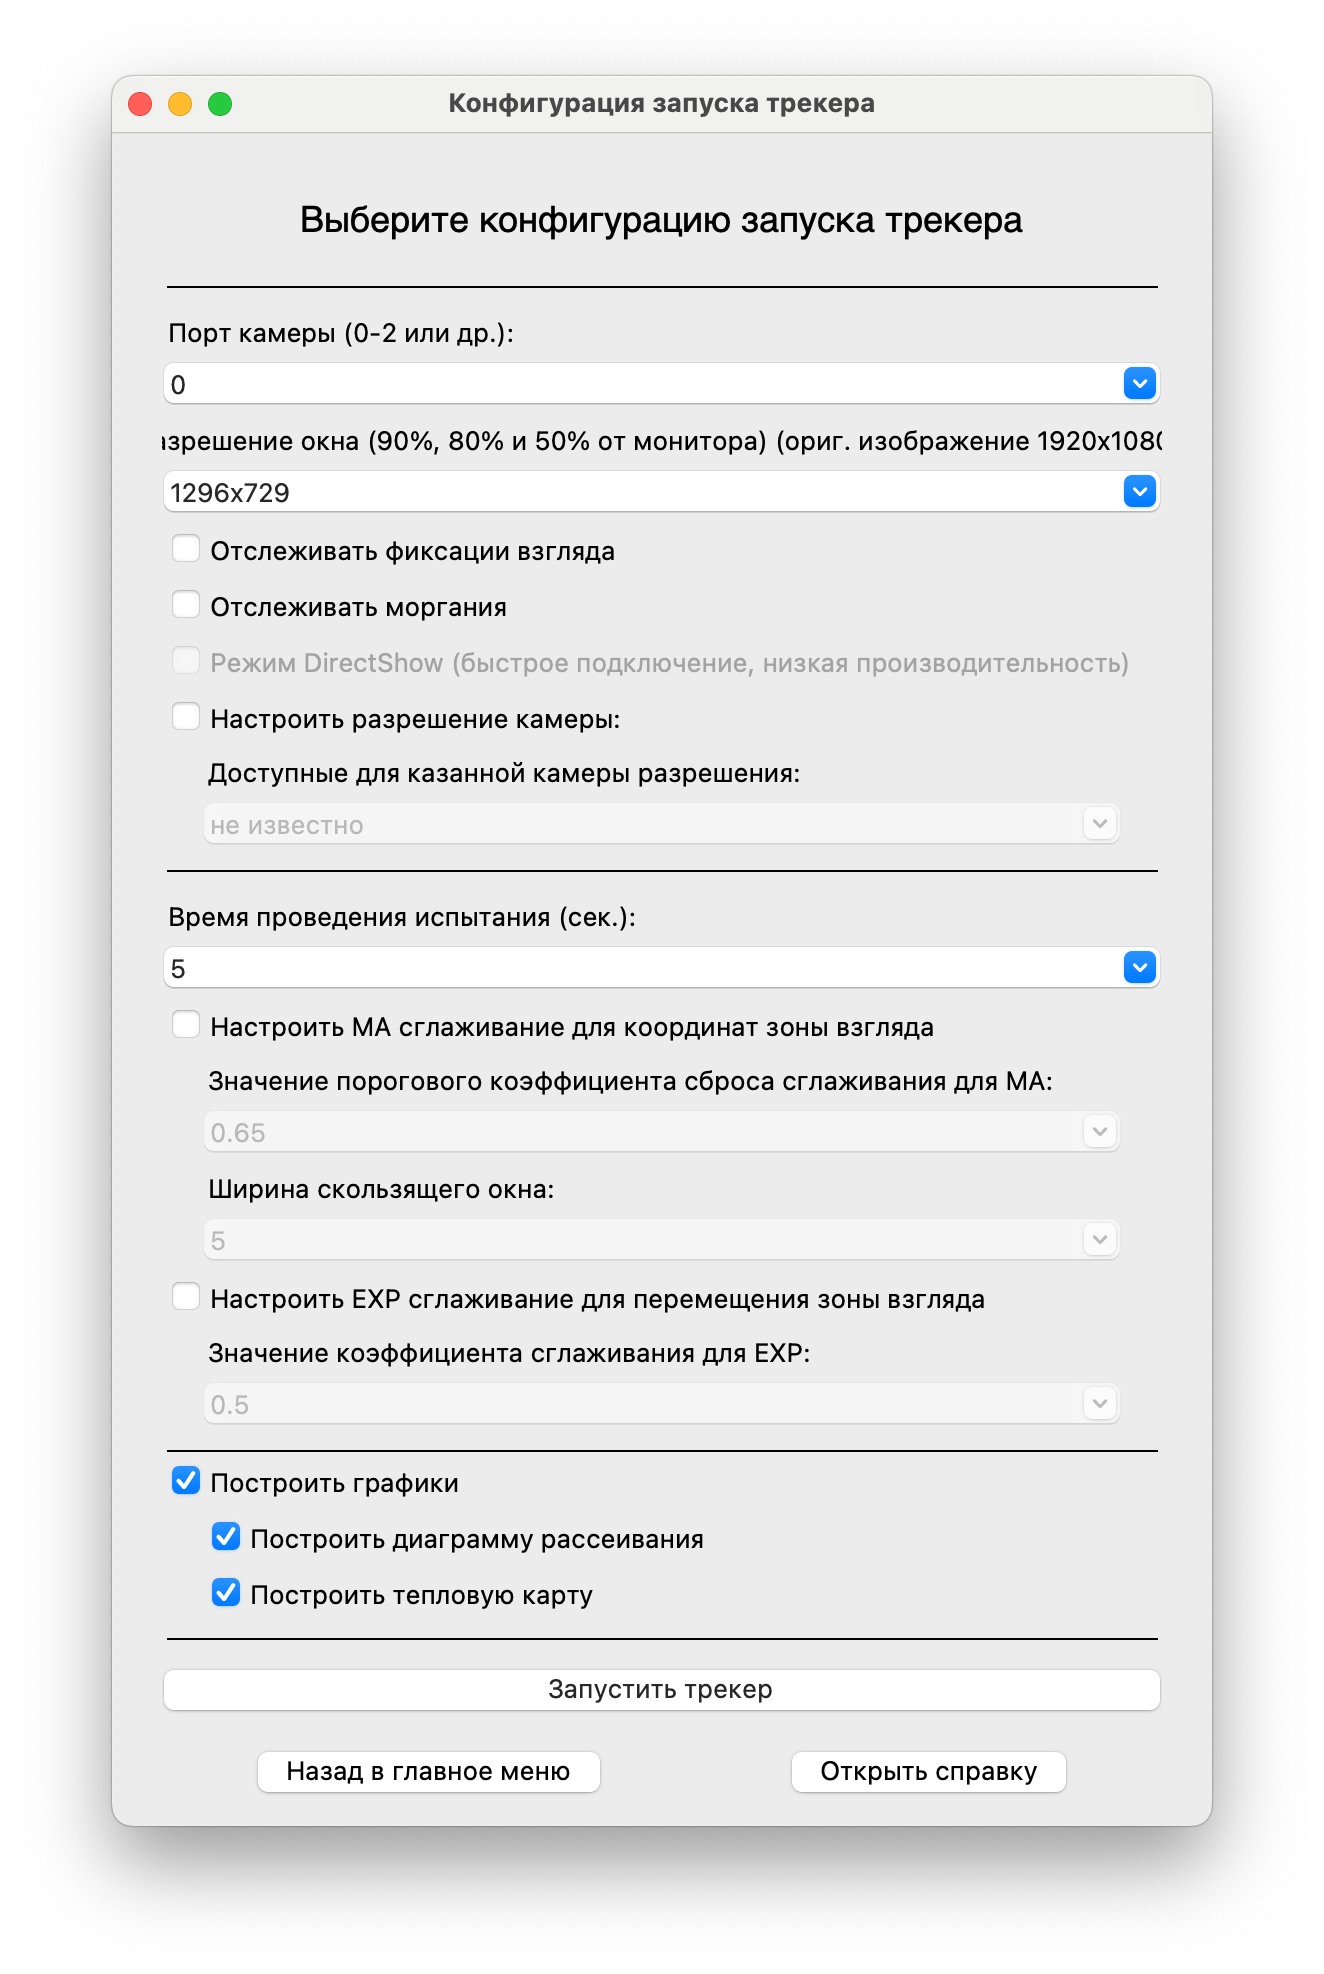 Конфигурация запуска трекера
Выберите конфигурацию запуска трекера
Порт камеры (0-2 или др.):
0
азрешение окна (90%, 80% и 50% от монитора) (ориг. изображение 1920x1080
1296x729
Отслеживать фиксации взгляда
Отслеживать моргания
Режим DirectShow (быстрое подключение, низкая производительность)
Настроить разрешение камеры:
Доступные для казанной камеры разрешения:
не известно
Время проведения испытания (сек.):
5
Настроить MA сглаживание для координат зоны взгляда
Значение порогового коэффициента сброса сглаживания для MA:
0.65
Ширина скользящего окна:
5
Настроить EXP сглаживание для перемещения зоны взгляда
Значение коэффициента сглаживания для EXP:
0.5
Построить графики
Построить диаграмму рассеивания
Построить тепловую карту
Запустить трекер
Назад в главное меню
Открыть справку